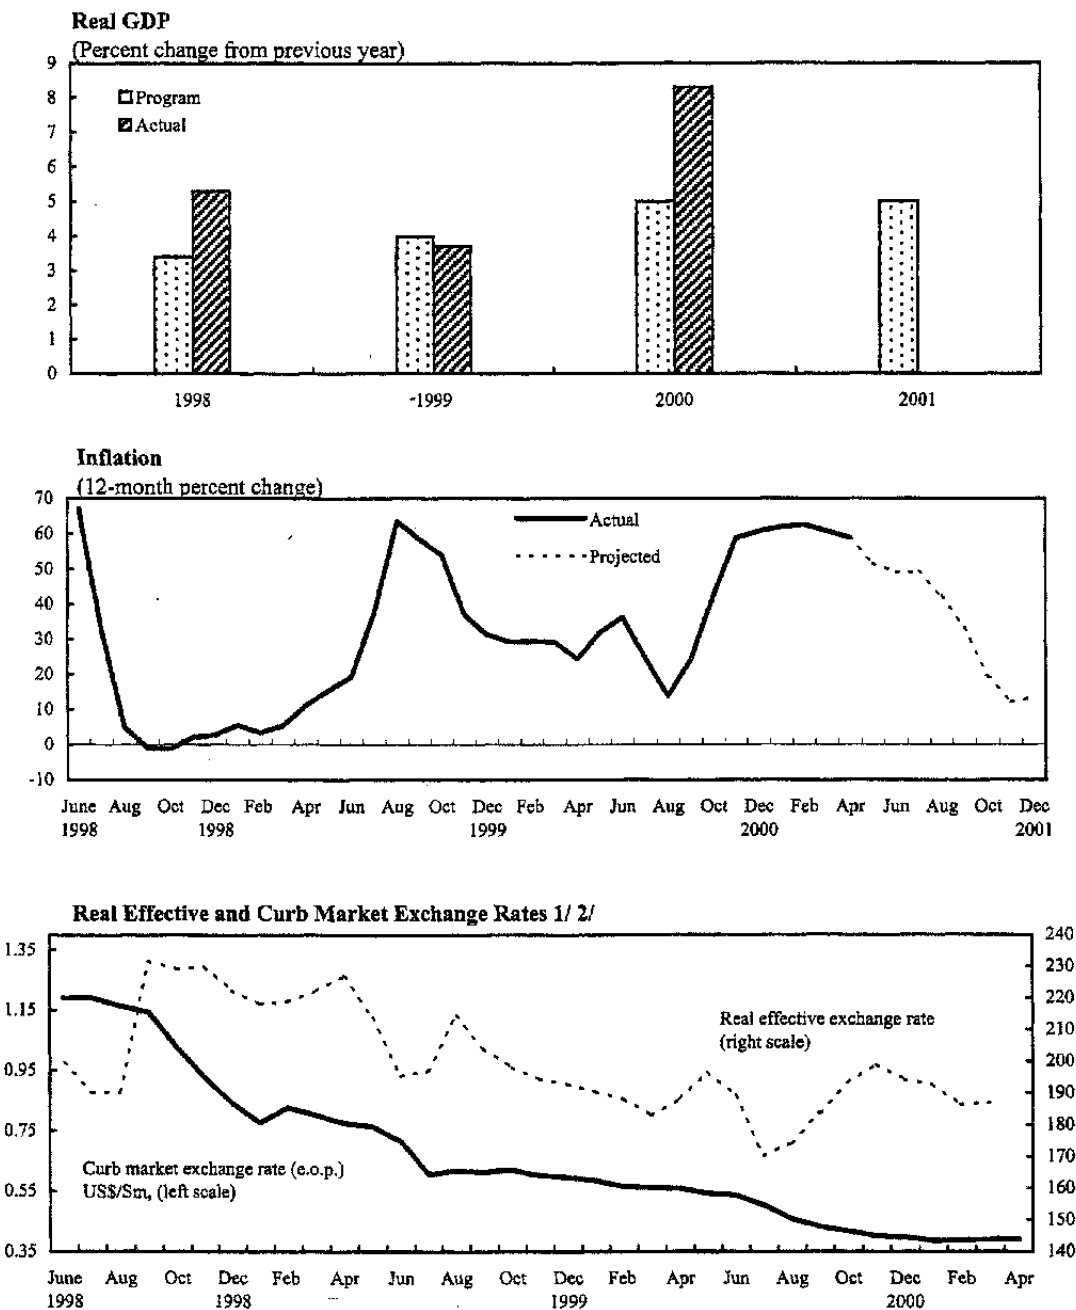 Real GDP
(Percent change from previous year)
9
8
7
6
5
4
3
2
1
0
Program
Actual
1998
-1999
2000
2001
Inflation
(12-month percent change)
70
60
50
40
30
20
10
0
-10
Actual
Projected
June Aug Oct Dec Feb Apr Jun Aug Oct Dec Feb Apr Jun Aug Oct Dec Feb Apr Jun Aug Oct Dec
1998 1998 1999 2000 2001
Real Effective and Curb Market Exchange Rates 1/ 2/
1.35
1.15
0.95
0.75
0.55
0.35
240
230
220
210
200
190
180
170
160
150
140
Real effective exchange rate
(right scale)
Curb market exchange rate (e.o.p.)
US$/Sm, (left scale)
June Aug Oct Dec Feb Apr Jun Aug Oct Dec Feb Apr Jun Aug Oct Dec Feb Apr
1998 1998 1999 2000